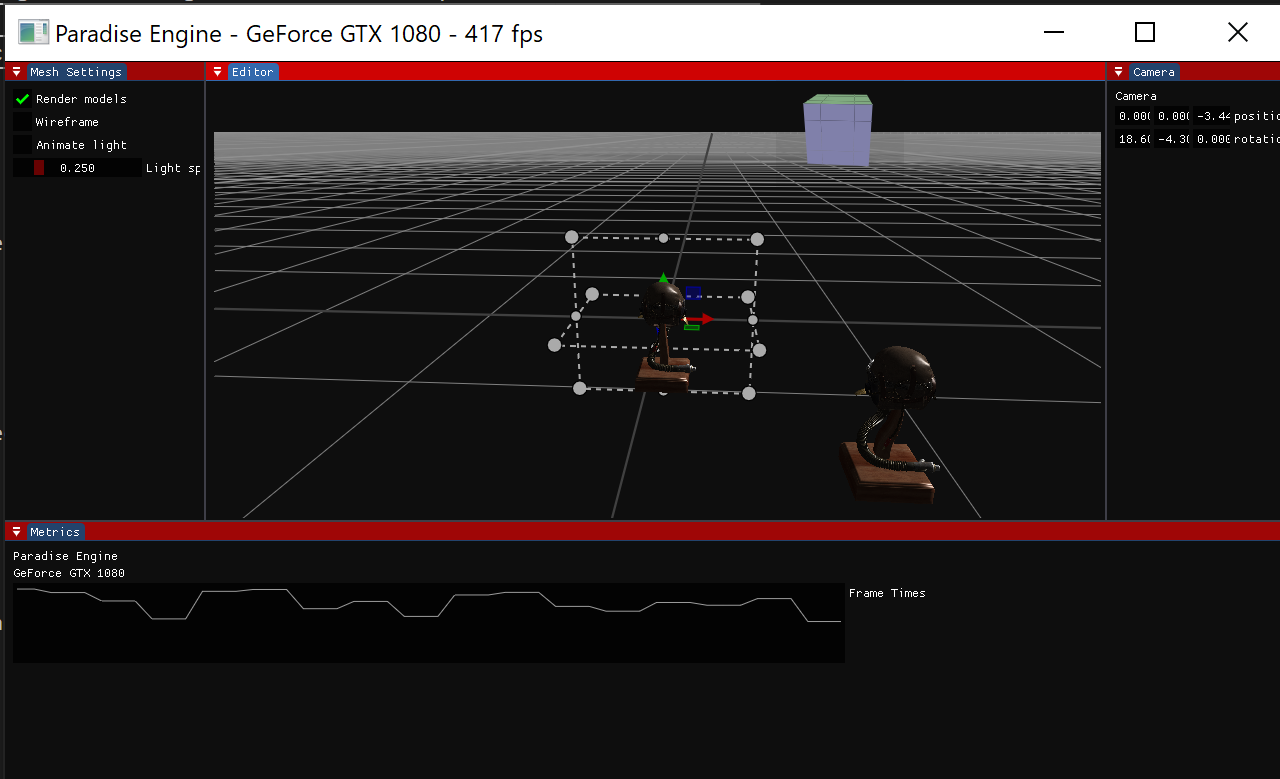 Paradise Engine - GeForce GTX 1080 - 417 fps
Mesh Settings
Render models
Wireframe
Animate light
0.250 Light sp
Editor
Camera
Camera
0.00 0.00 -3.44 positio
18.60 -4.30 0.000 rotatio
Metrics
Paradise Engine
GeForce GTX 1080
Frame Times